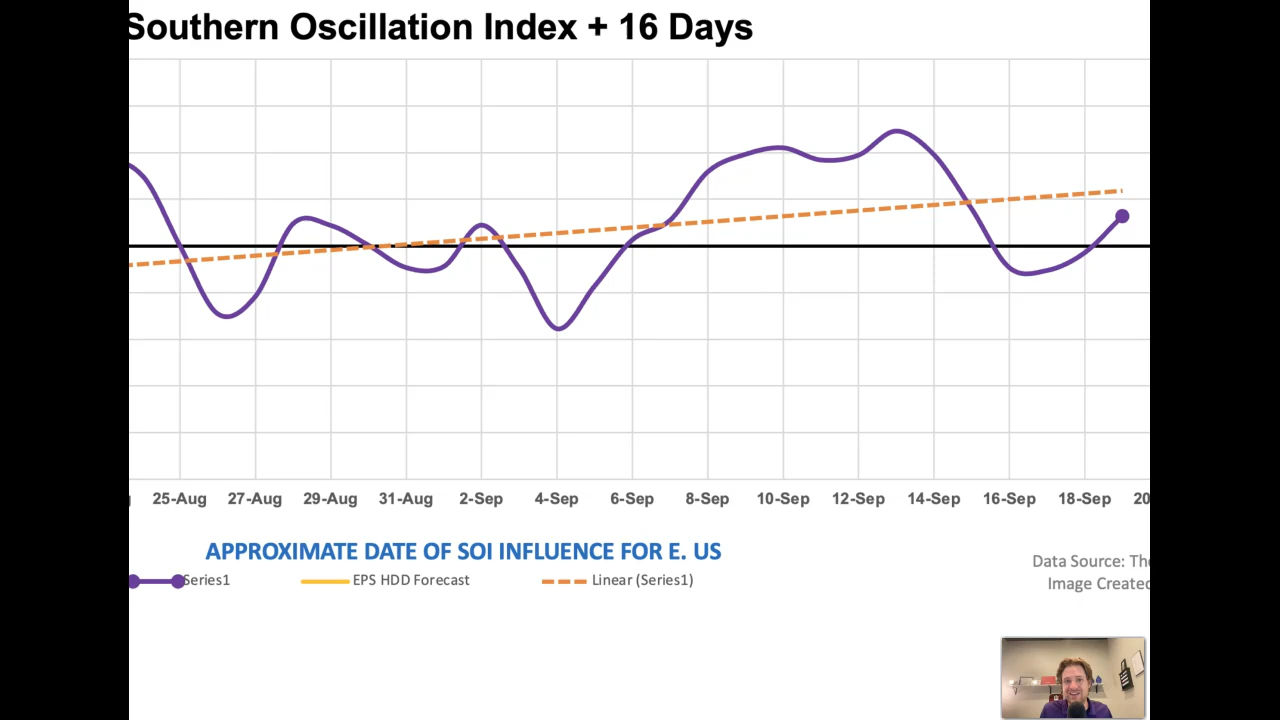 Southern Oscillation Index + 16 Days
25-Aug 27-Aug 29-Aug 31-Aug 2-Sep 4-Sep 6-Sep 8-Sep 10-Sep 12-Sep 14-Sep 16-Sep 18-Sep 20
APPROXIMATE DATE OF SOI INFLUENCE FOR E. US
Series1 EPS HDD Forecast Linear (Series1)
Data Source:
Image Created